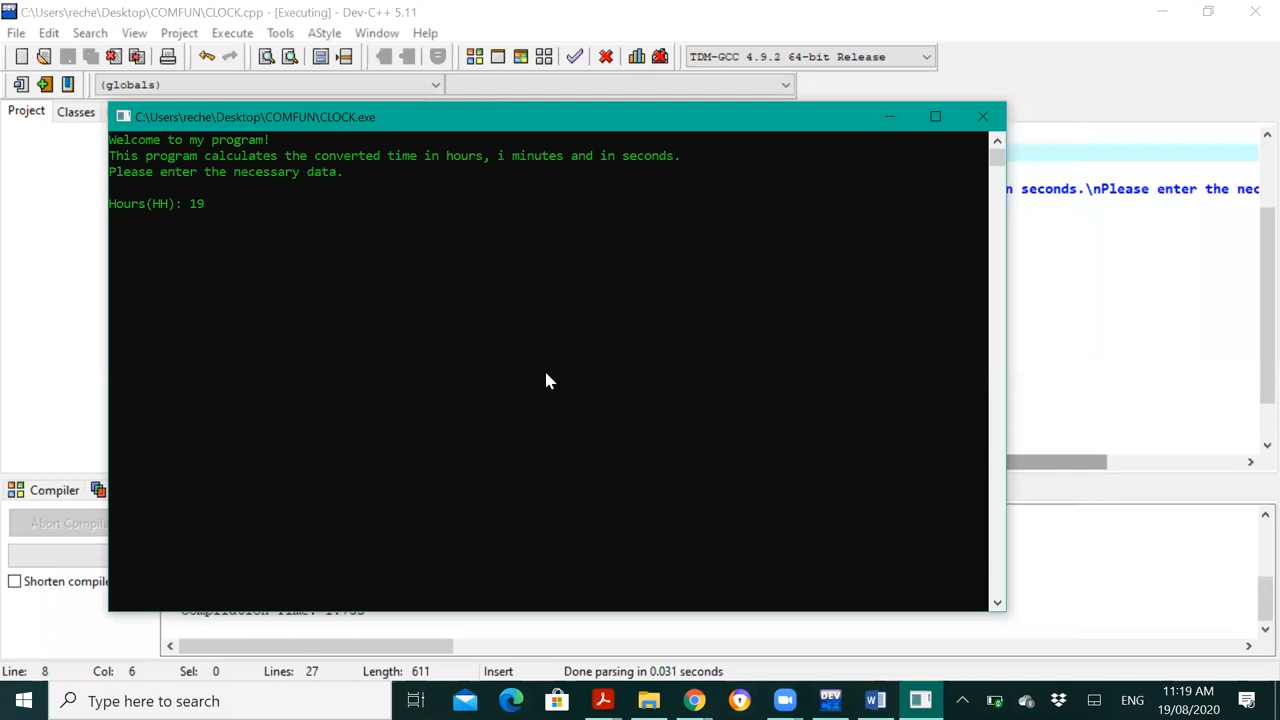 C:\Users\reche\Desktop\COMFUN\CLOCK.cpp - [Executing] - Dev-C++ 5.11
File Edit Search View Project Execute Tools AStyle Window Help
TDM-GCC 4.9.2 64-bit Release
(globals)
Project Classes
C:\Users\reche\Desktop\COMFUN\CLOCK.exe
Welcome to my program!
This program calculates the converted time in hours, i minutes and in seconds.
Please enter the necessary data.
n seconds.\nPlease enter the nec
Hours(HH): 19
Compiler
Abort Compile
Shorten compile
Line: 8 Col: 6 Sel: 0 Lines: 27 Length: 611 Insert Done parsing in 0.031 seconds
Type here to search
DEV
ENG
11:19 AM
19/08/2020